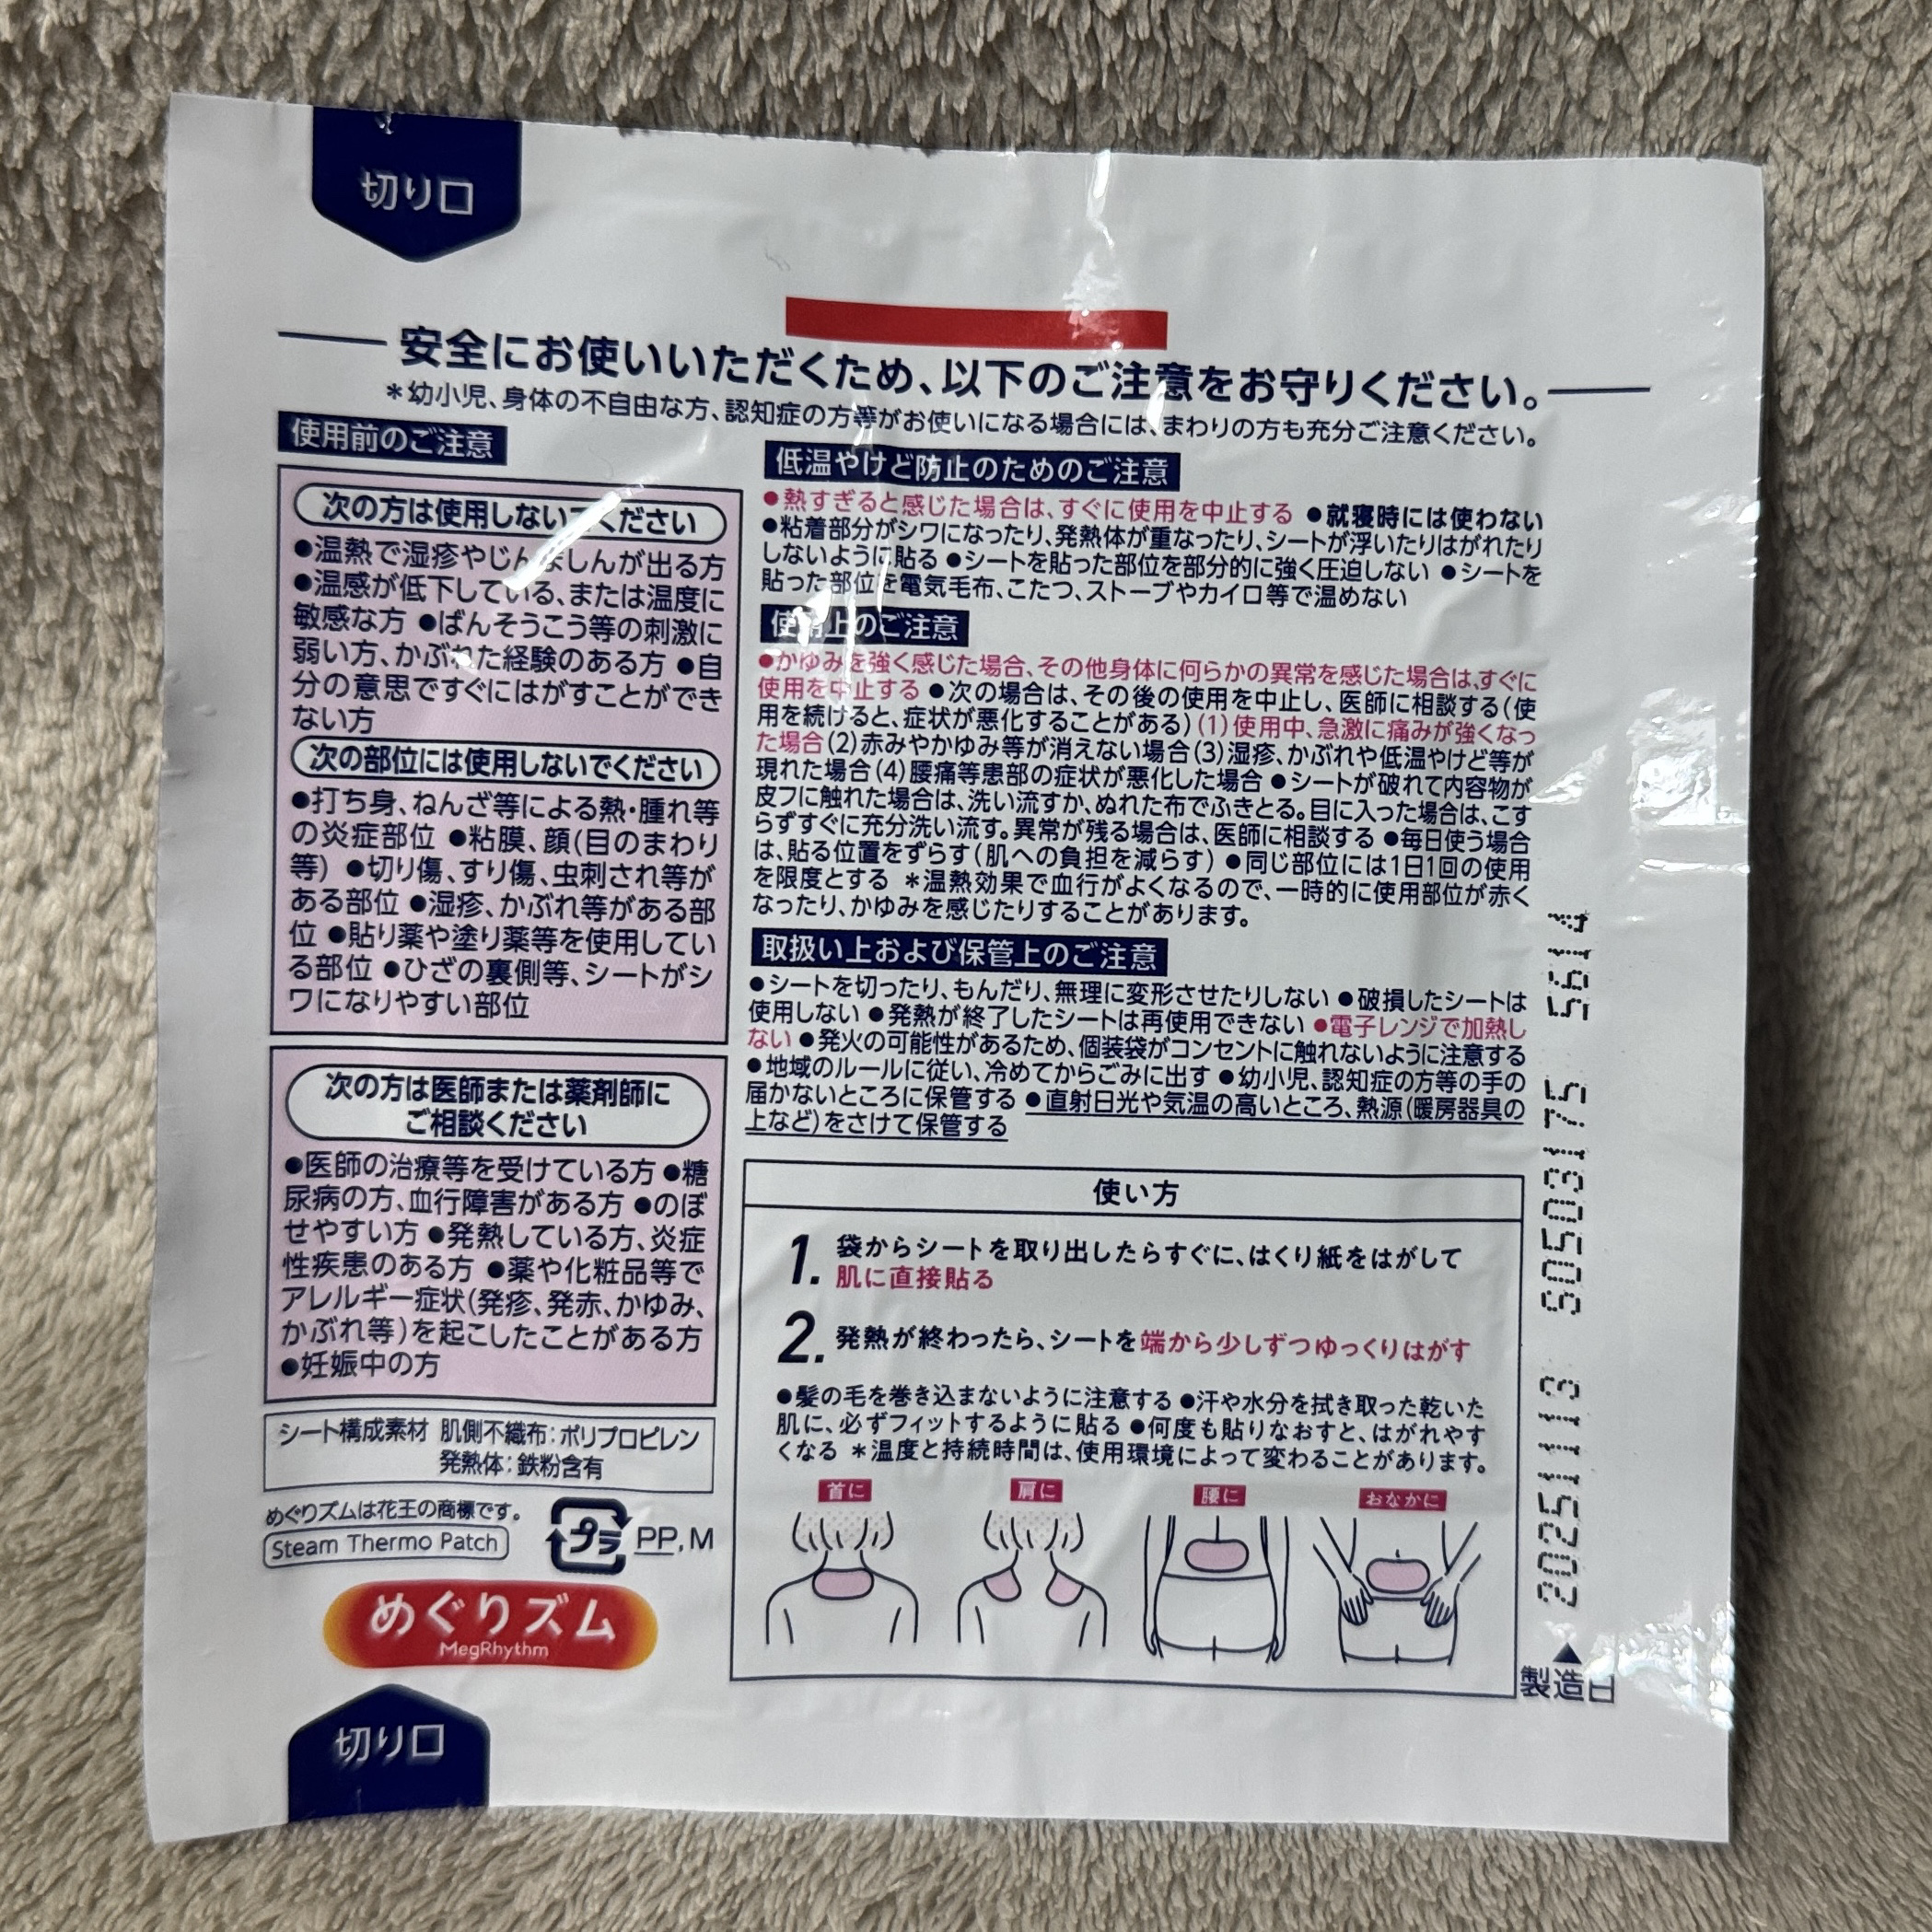 切り口
安全にお使いいただくため、以下のご注意をお守りください。
＊幼小児、身体の不自由な方、認知症の方等がお使いになる場合には、まわりの方も充分ご注意ください。
使用前のご注意
次の方は使用しないでください
●温熱で湿疹やじんましんが出る方
●温感が低下している、または温度に
敏感な方 ●ばんそうこう等の刺激に
弱い方、かぶれた経験のある方 ●自
分の意思ですぐにはがすことができ
ない方
次の部位には使用しないでください
●打ち身、ねんざ等による熱・腫れ等
の炎症部位 ●粘膜、顔(目のまわり
等) ●切り傷、すり傷、虫刺され等が
ある部位 ●湿疹、かぶれ等がある部
位 ●貼り薬や塗り薬等を使用してい
る部位 ●ひざの裏側等、シートがシ
ワになりやすい部位
次の方は医師または薬剤師に
ご相談ください
●医師の治療等を受けている方 ●糖
尿病の方、血行障害がある方 ●のぼ
せやすい方 ●発熱している方、炎症
性疾患のある方 ●薬や化粧品等で
アレルギー症状(発疹、発赤、かゆみ、
かぶれ等)を起こしたことがある方
●妊娠中の方
シート構成素材 肌側不織布：ポリプロピレン
発熱体：鉄粉含有
めぐりズムは花王の商標です。
Steam Thermo Patch
プラ PP,M
めぐりズム
MegRhythm
切り口
低温やけど防止のためのご注意
●熱すぎると感じた場合は、すぐに使用を中止する ●就寝時には使わない
●粘着部分がシワになったり、発熱体が重なったり、シートが浮いたりはがれたり
しないように貼る ●シートを貼った部位を部分的に強く圧迫しない ●シートを
貼った部位を電気毛布、こたつ、ストーブやカイロ等で温めない
使用上のご注意
●かゆみを強く感じた場合、その他身体に何らかの異常を感じた場合は、すぐに
使用を中止する ●次の場合は、その後の使用を中止し、医師に相談する(使
用を続けると、症状が悪化することがある)(1)使用中、急激に痛みが強くなっ
た場合(2)赤みやかゆみ等が消えない場合(3)湿疹、かぶれや低温やけど等が
現れた場合(4)腰痛等患部の症状が悪化した場合 ●シートが破れて内容物が
皮フに触れた場合は、洗い流すか、ぬれた布でふきとる。目に入った場合は、こす
らずすぐに充分洗い流す。異常が残る場合は、医師に相談する ●毎日使う場合
は、貼る位置をずらす(肌への負担を減らす) ●同じ部位には1日1回の使用
を限度とする ＊温熱効果で血行がよくなるので、一時的に使用部位が赤く
なったり、かゆみを感じたりすることがあります。
取扱い上および保管上のご注意
●シートを切ったり、もんだり、無理に変形させたりしない ●破損したシートは
使用しない ●発熱が終了したシートは再使用できない ●電子レンジで加熱し
ない ●発火の可能性があるため、個装袋がコンセントに触れないように注意する
●地域のルールに従い、冷めてからごみに出す ●幼小児、認知症の方等の手の
届かないところに保管する ●直射日光や気温の高いところ、熱源(暖房器具の
上など)をさけて保管する
使い方
1. 袋からシートを取り出したらすぐに、はくり紙をはがして
肌に直接貼る
2. 発熱が終わったら、シートを端から少しずつゆっくりはがす
●髪の毛を巻き込まないように注意する ●汗や水分を拭き取った乾いた
肌に、必ずフィットするように貼る ●何度も貼りなおすと、はがれやす
くなる ＊温度と持続時間は、使用環境によって変わることがあります。
首に 肩に 腰に おなかに
20251113 S0503175 5614
▲
製造日